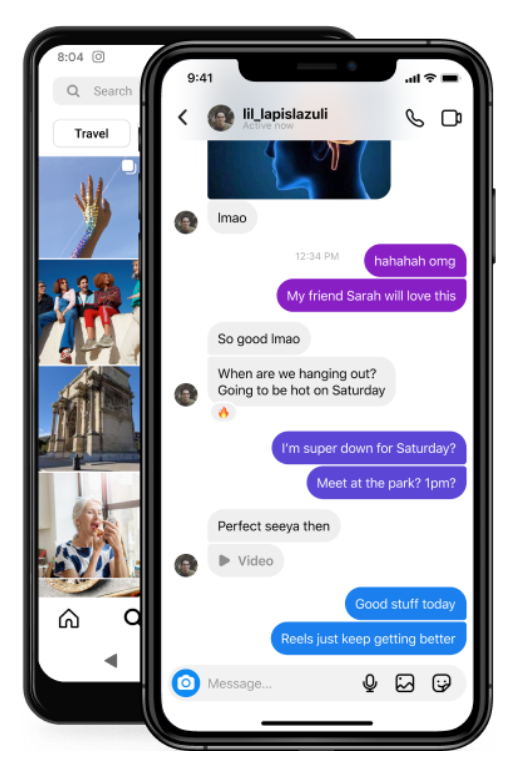 8:04
Search
Travel
9:41
lil_lapislazuli
Active now
lmao
12:34 PM
hahahah omg
My friend Sarah will love this
So good lmao
When are we hanging out?
Going to be hot on Saturday
I'm super down for Saturday?
Meet at the park? 1pm?
Perfect seeya then
Video
Good stuff today
Reels just keep getting better
Message...